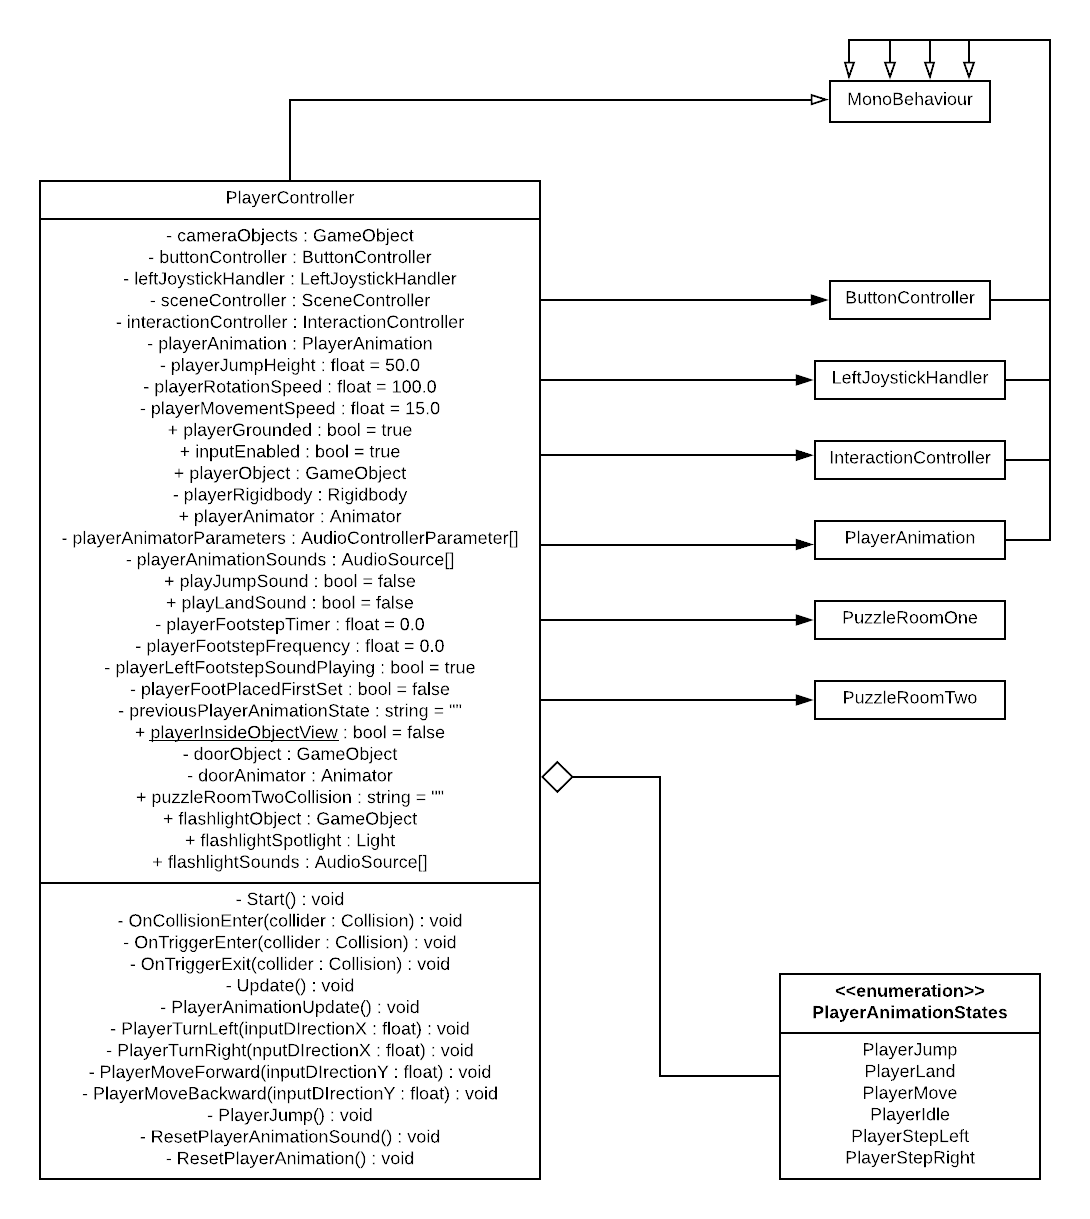 MonoBehaviour
PlayerController
- cameraObjects : GameObject
- buttonController : ButtonController
- leftJoystickHandler : LeftJoystickHandler
- sceneController : SceneController
- interactionController : InteractionController
- playerAnimation : PlayerAnimation
- playerJumpHeight : float = 50.0
- playerRotationSpeed : float = 100.0
- playerMovementSpeed : float = 15.0
+ playerGrounded : bool = true
+ inputEnabled : bool = true
+ playerObject : GameObject
- playerRigidbody : Rigidbody
+ playerAnimator : Animator
- playerAnimatorParameters : AudioControllerParameter[]
- playerAnimationSounds : AudioSource[]
+ playJumpSound : bool = false
+ playLandSound : bool = false
- playerFootstepTimer : float = 0.0
- playerFootstepFrequency : float = 0.0
- playerLeftFootstepSoundPlaying : bool = true
- playerFootPlacedFirstSet : bool = false
- previousPlayerAnimationState : string = ""
+ playerInsideObjectView : bool = false
- doorObject : GameObject
- doorAnimator : Animator
+ puzzleRoomTwoCollision : string = ""
+ flashlightObject : GameObject
+ flashlightSpotlight : Light
+ flashlightSounds : AudioSource[]
- Start() : void
- OnCollisionEnter(collider : Collision) : void
- OnTriggerEnter(collider : Collision) : void
- OnTriggerExit(collider : Collision) : void
- Update() : void
- PlayerAnimationUpdate() : void
- PlayerTurnLeft(inputDIrectionX : float) : void
- PlayerTurnRight(nputDIrectionX : float) : void
- PlayerMoveForward(inputDIrectionY : float) : void
- PlayerMoveBackward(inputDIrectionY : float) : void
- PlayerJump() : void
- ResetPlayerAnimationSound() : void
- ResetPlayerAnimation() : void
ButtonController
LeftJoystickHandler
InteractionController
PlayerAnimation
PuzzleRoomOne
PuzzleRoomTwo
<<enumeration>>
PlayerAnimationStates
PlayerJump
PlayerLand
PlayerMove
PlayerIdle
PlayerStepLeft
PlayerStepRight